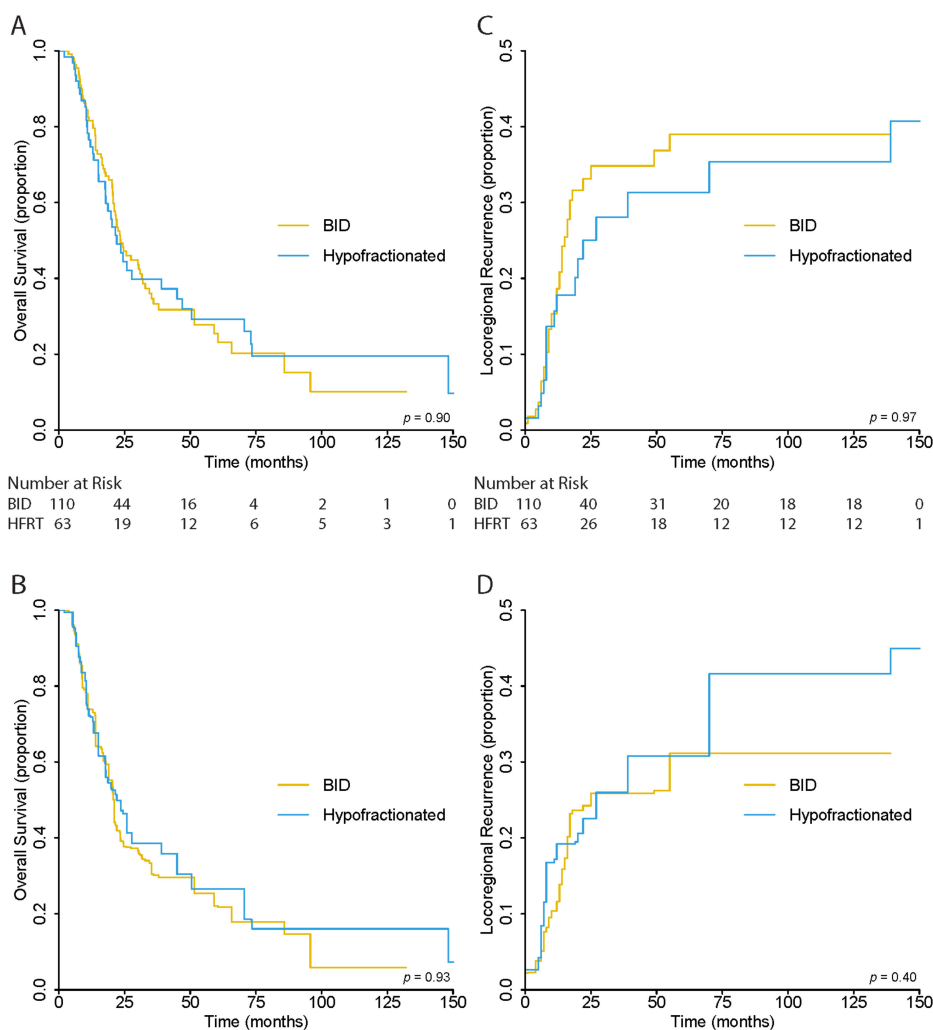 A
Overall Survival (proportion)
1.0
0.8
0.6
0.4
0.2
0.0
BID
Hypofractionated
p = 0.90
0 25 50 75 100 125 150
Time (months)
Number at Risk
BID 110 44 16 4 2 1 0
HFRT 63 19 12 6 5 3 1
C
Locoregional Recurrence (proportion)
0.5
0.4
0.3
0.2
0.1
0.0
BID
Hypofractionated
p = 0.97
0 25 50 75 100 125 150
Time (months)
Number at Risk
BID 110 40 31 20 18 18 0
HFRT 63 26 18 12 12 12 1
B
Overall Survival (proportion)
1.0
0.8
0.6
0.4
0.2
0.0
BID
Hypofractionated
p = 0.93
0 25 50 75 100 125 150
Time (months)
D
Locoregional Recurrence (proportion)
0.5
0.4
0.3
0.2
0.1
0.0
BID
Hypofractionated
p = 0.40
0 25 50 75 100 125 150
Time (months)